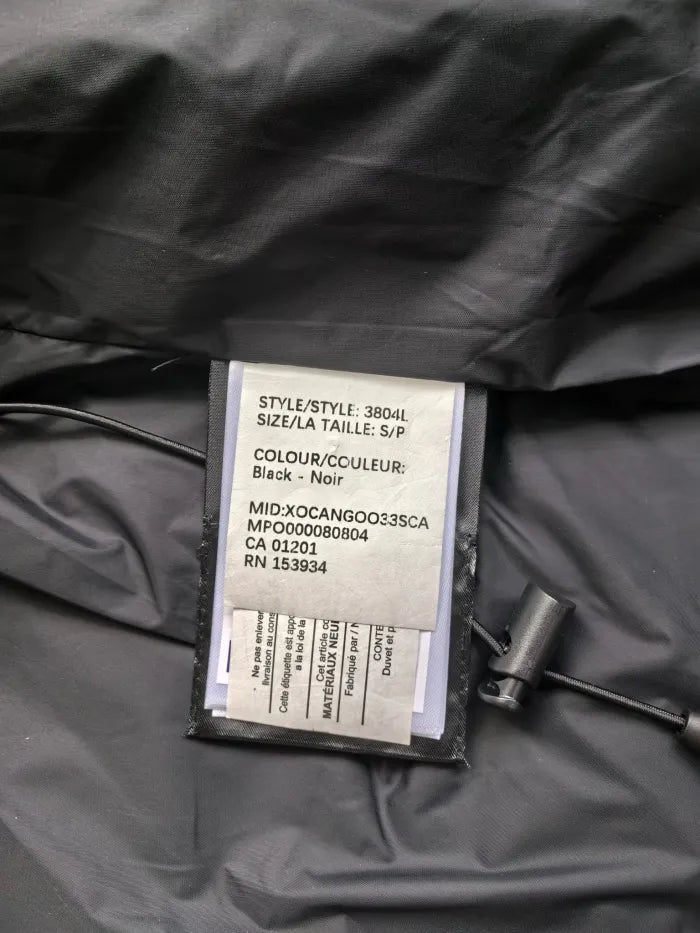 STYLE/STYLE: 3804L
SIZE/LA TAILLE: S/P
COLOUR/COULEUR:
Black - Noir
MID:XOCANGOO33SCA
MPO000080804
CA 01201
RN 153934
Ne pas enlever
livraison au cons
Cette étiquette est appo
a la loi de la
Cet article co
MATÉRIAUX NEU
Fabriqué par / N
CONTE
Duvet et p